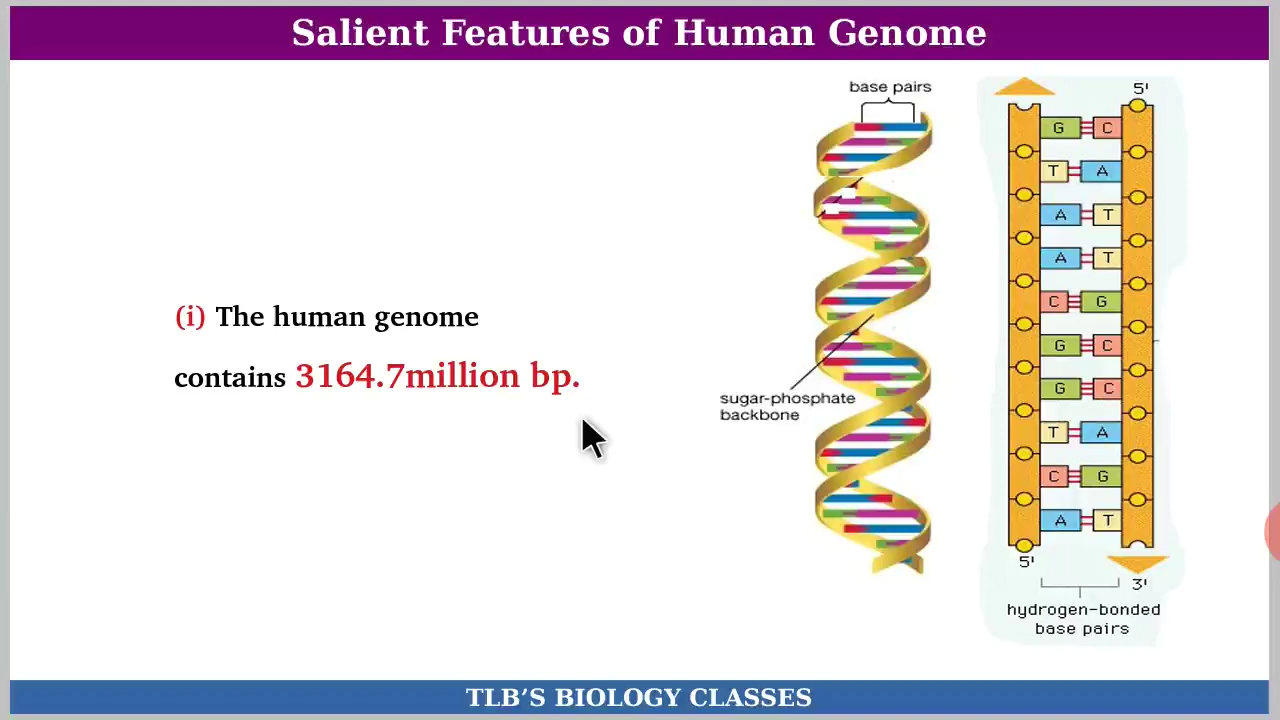 Salient Features of Human Genome
base pairs
(i) The human genome
contains 3164.7million bp.
sugar-phosphate
backbone
5'
G C
T A
A T
A T
C G
G C
G C
T A
C G
A T
5'
3'
hydrogen-bonded
base pairs
TLB’S BIOLOGY CLASSES